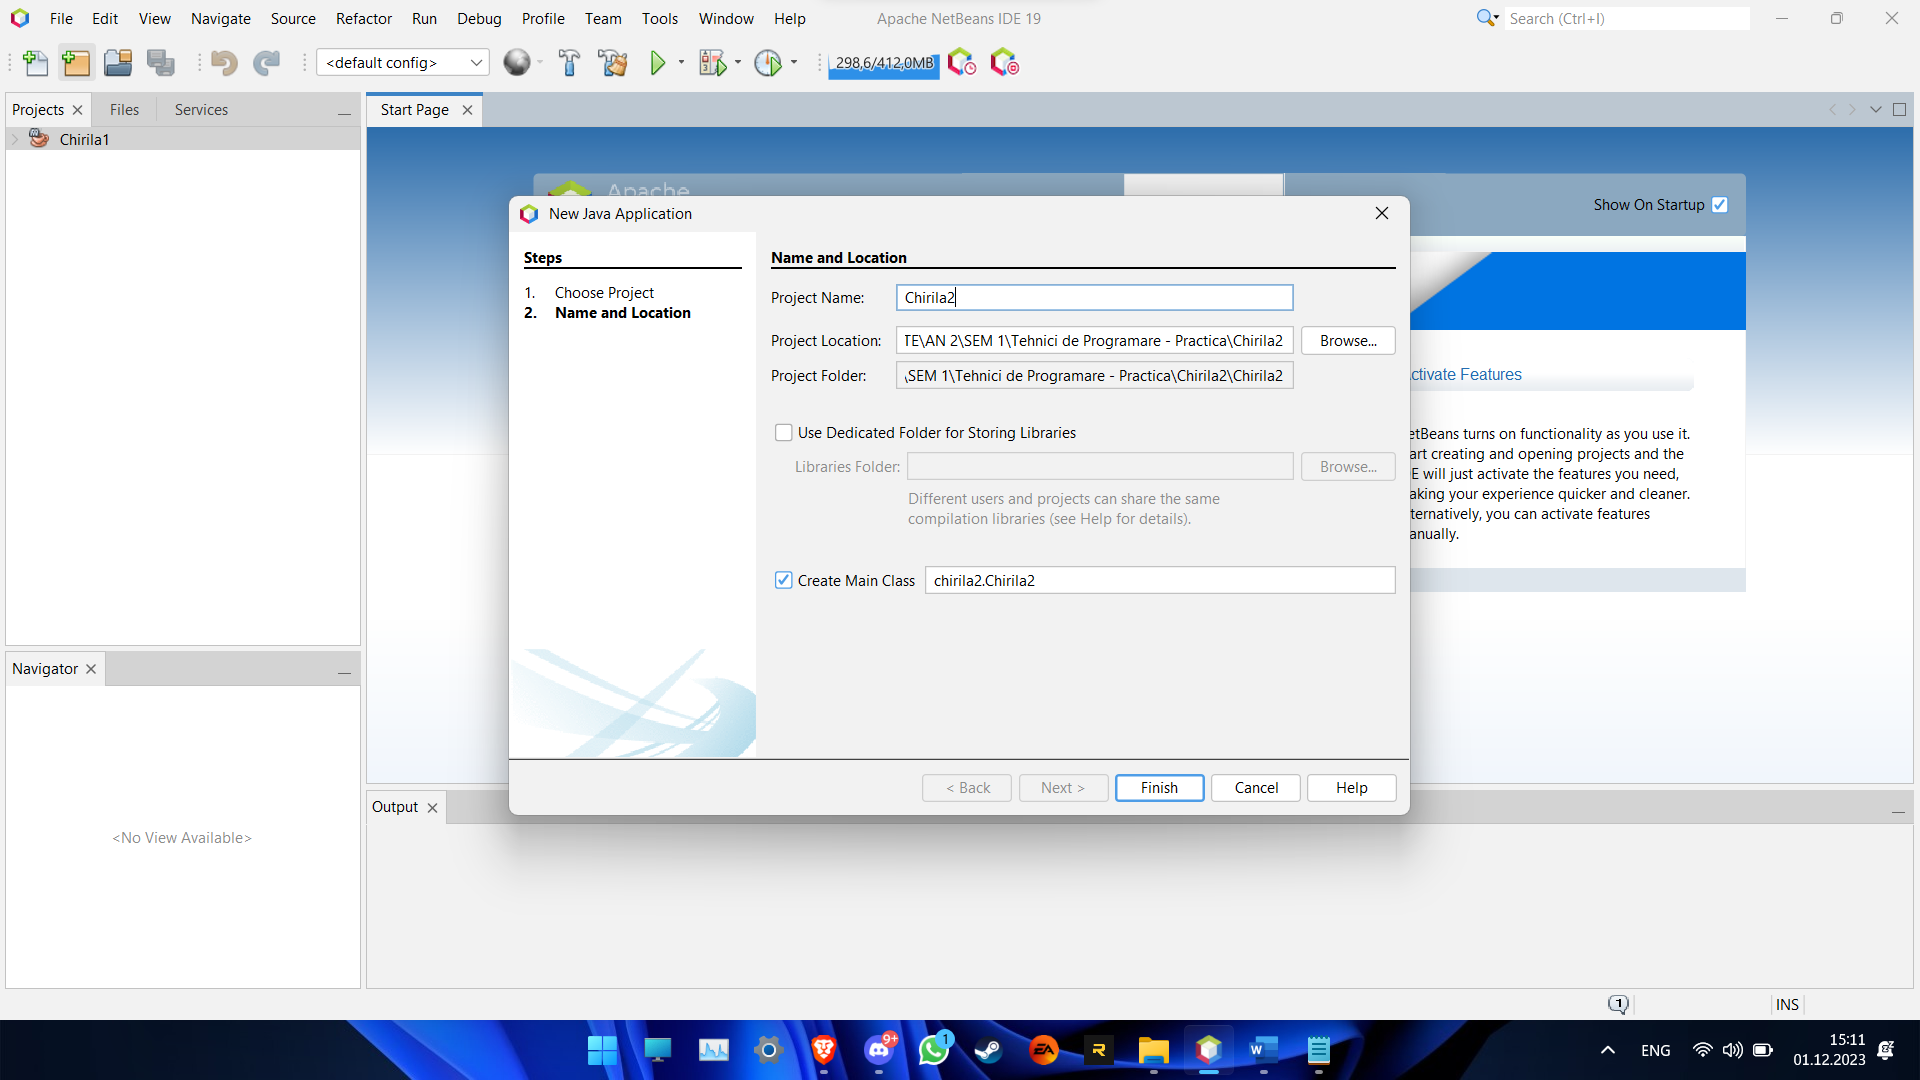 File Edit View Navigate Source Refactor Run Debug Profile Team Tools Window Help
Apache NetBeans IDE 19
Search (Ctrl+I)
<default config>
298,6/412,0MB
Projects Files Services
Start Page
Chirila1
Apache
Show On Startup
New Java Application
Steps
1. Choose Project
2. Name and Location
Name and Location
Project Name: Chirila2
Project Location: TE\AN 2\SEM 1\Tehnici de Programare - Practica\Chirila2 Browse...
Project Folder: \SEM 1\Tehnici de Programare - Practica\Chirila2\Chirila2
Use Dedicated Folder for Storing Libraries
Libraries Folder: Browse...
Different users and projects can share the same
compilation libraries (see Help for details).
Create Main Class chirila2.Chirila2
< Back Next > Finish Cancel Help
ctivate Features
etBeans turns on functionality as you use it.
art creating and opening projects and the
E will just activate the features you need,
aking your experience quicker and cleaner.
ternatively, you can activate features
anually.
Navigator
<No View Available>
Output
1
INS
9+
1
EA
R
W
ENG
15:11
01.12.2023